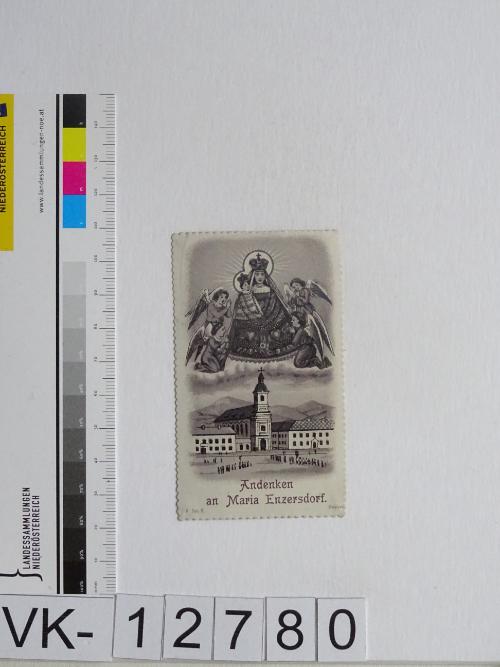 NIEDERÖSTERREICH
www.landessammlungen-noe.at
LANDESSAMMLUNGEN
NIEDERÖSTERREICH
Andenken
an Maria Enzersdorf.
VK-12780